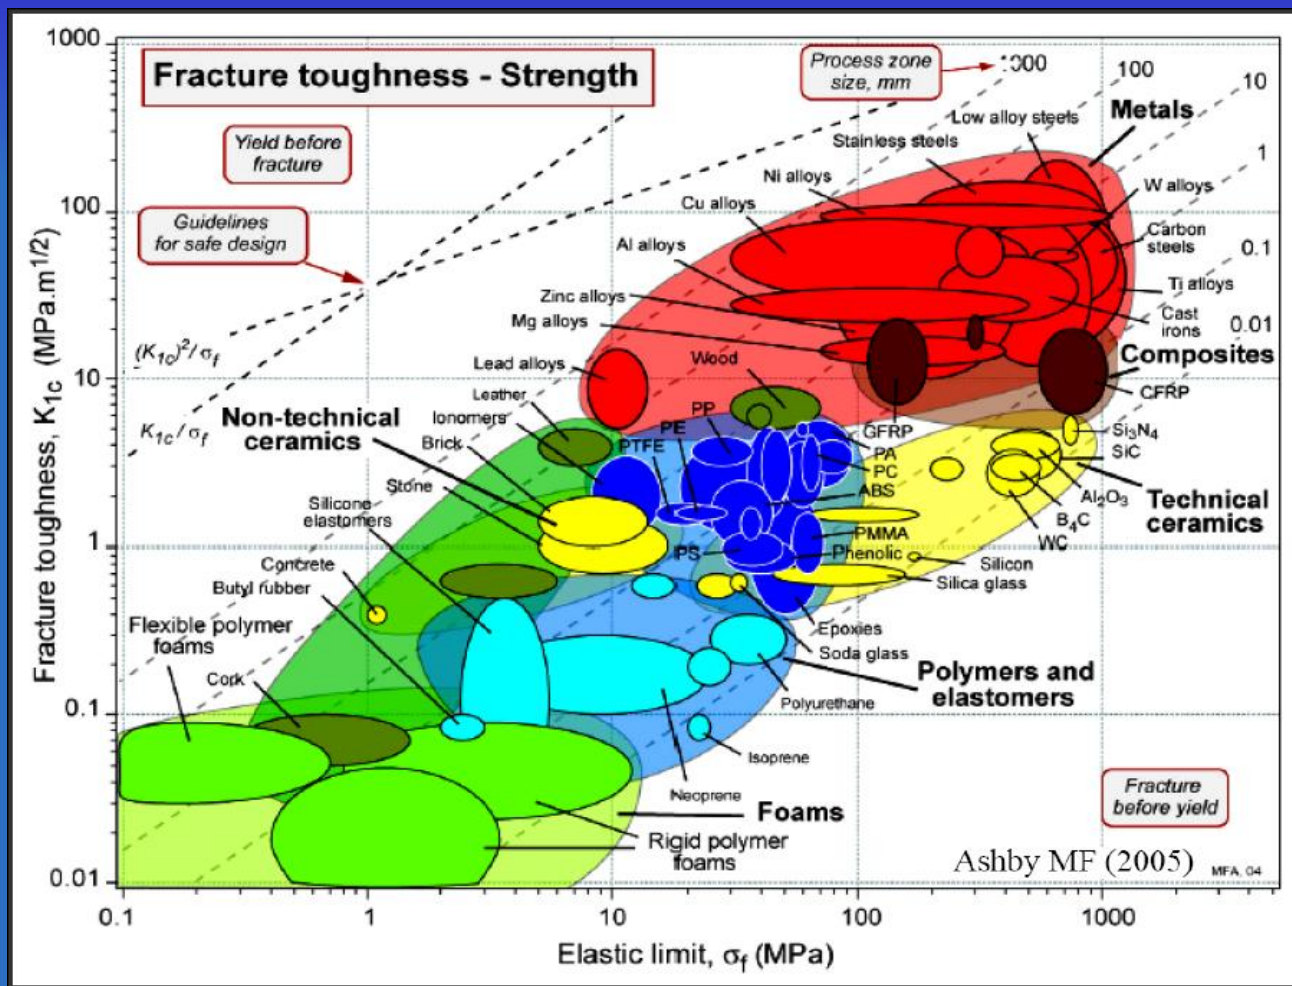 1000
Fracture toughness - Strength
Process zone
size, mm
1000
100
10
1
0.1
0.01
Yield before
fracture
Guidelines
for safe design
Low alloy steels
Metals
Stainless steels
Ni alloys
W alloys
Cu alloys
Carbon
steels
Al alloys
Ti alloys
Zinc alloys
Mg alloys
Cast
irons
100
(K1c)²/σf
K1c/σf
Lead alloys
Wood
Composites
10
Leather
CFRP
Non-technical
ceramics
Ionomers
PP
GFRP
Si3N4
Brick
PTFE
PE
PA
SiC
PC
Stone
ABS
Al2O3
Technical
ceramics
Silicone
elastomers
B4C
WC
PMMA
1
PS
Phenolic
Concrete
Silicon
Butyl rubber
Silica glass
Flexible polymer
foams
Epoxies
Soda glass
Polymers and
elastomers
Cork
Polyurethane
0.1
Isoprene
Neoprene
Foams
Fracture
before yield
Rigid polymer
foams
Ashby MF (2005)
MFA, 04
0.01
0.1
1
10
100
1000
Fracture toughness, K1c (MPa.m1/2)
Elastic limit, σf (MPa)